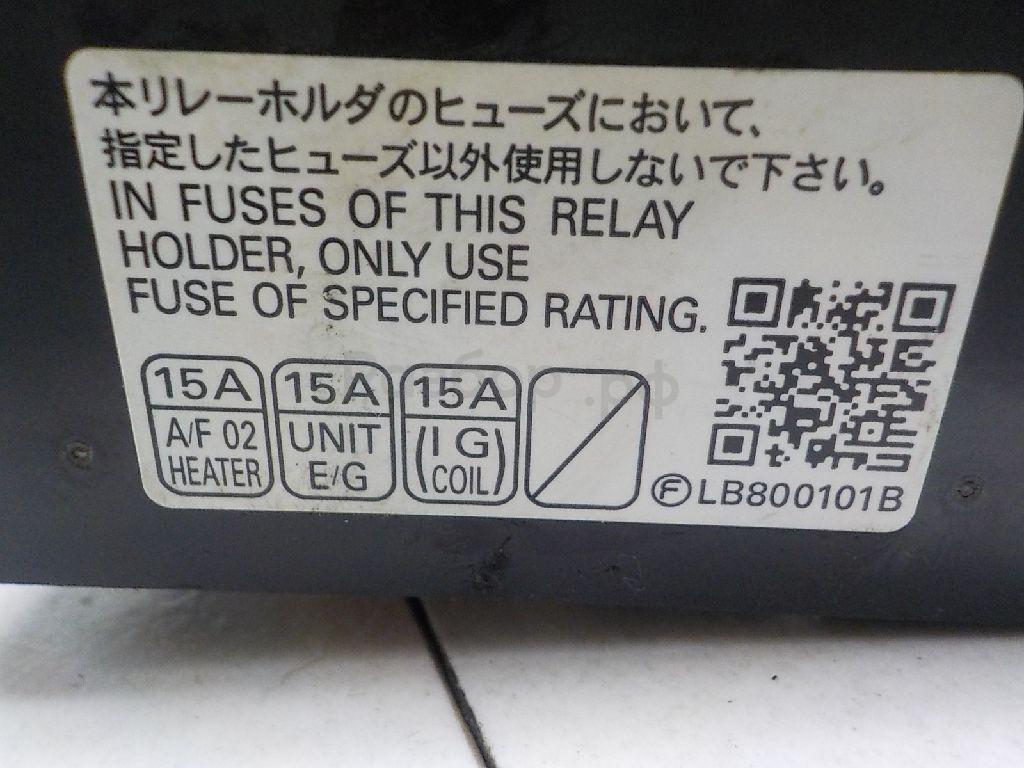 本リレーホルダのヒューズにおいて、
指定したヒューズ以外使用しないで下さい。
IN FUSES OF THIS RELAY
HOLDER, ONLY USE
FUSE OF SPECIFIED RATING.
15A
A/F 02
HEATER
15A
UNIT
E/G
15A
(I G
COIL)
Ⓕ LB800101B